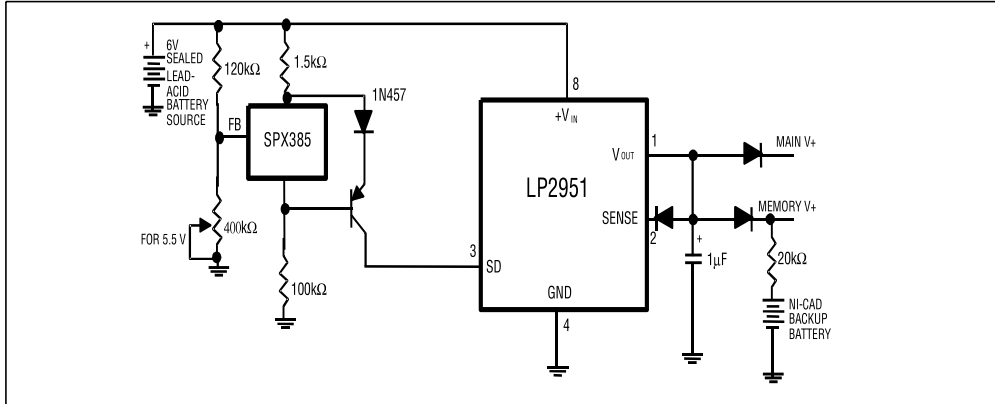 +
6V
SEALED
LEAD-
ACID
BATTERY
SOURCE
120kΩ
1.5kΩ
1N457
FB
SPX385
400kΩ
FOR 5.5 V
100kΩ
8
+V IN
1
VOUT
LP2951
SENSE
2
3
SD
GND
4
MAIN V+
MEMORY V+
+
1μF
20kΩ
NI-CAD
BACKUP
BATTERY